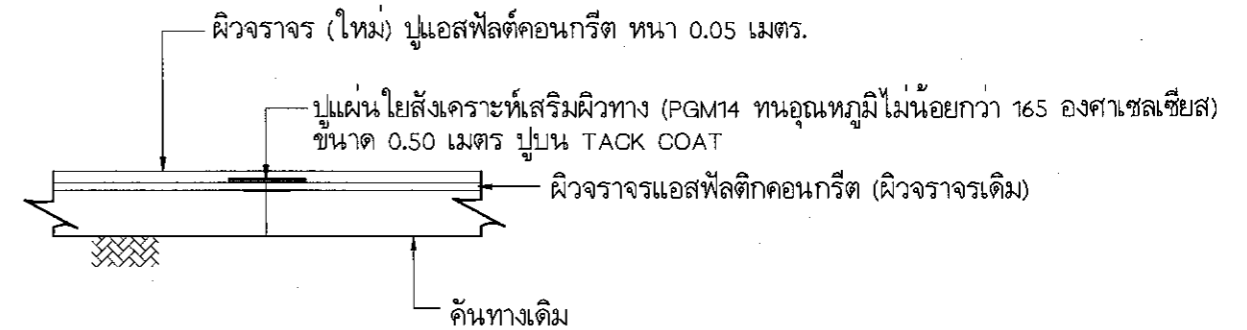 ผิวจราจร (ใหม่) ปูแอสฟัลต์คอนกรีต หนา 0.05 เมตร.
ปูแผ่นใยสังเคราะห์เสริมผิวทาง (PGM14 ทนอุณหภูมิไม่น้อยกว่า 165 องศาเซลเซียส)
ขนาด 0.50 เมตร ปูบน TACK COAT
ผิวจราจรแอสฟัลติกคอนกรีต (ผิวจราจรเดิม)
คันทางเดิม